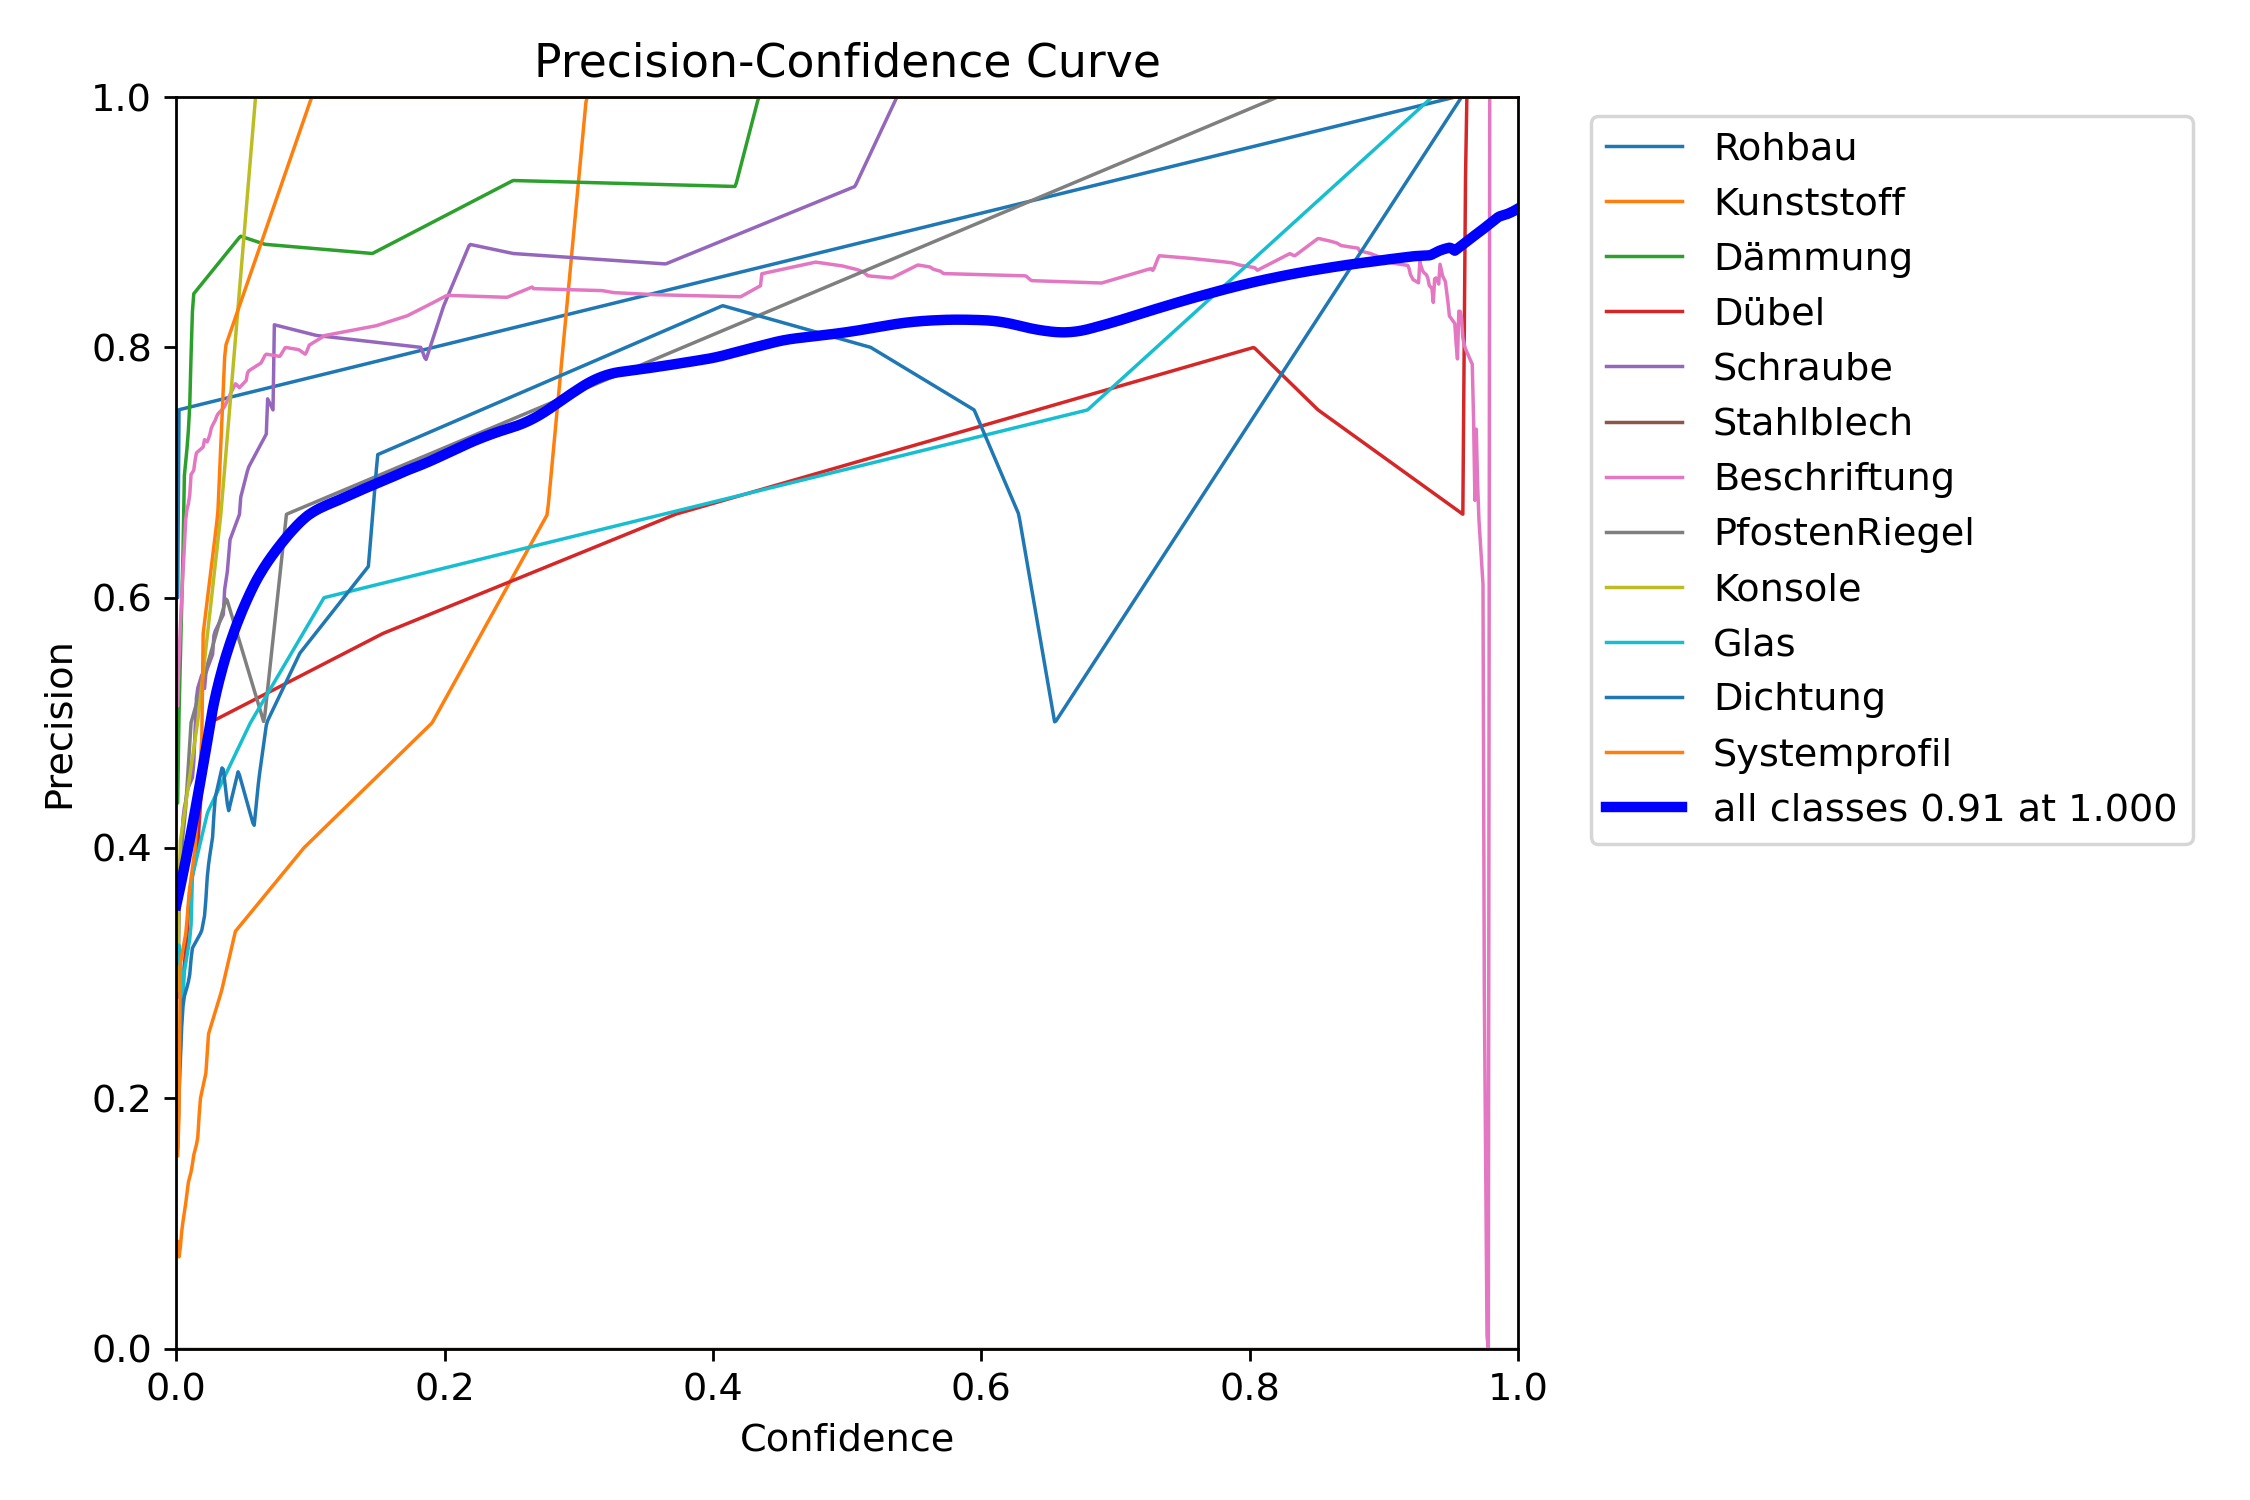 Precision-Confidence Curve
1.0
0.8
0.6
0.4
0.2
0.0
Precision
0.0 0.2 0.4 0.6 0.8 1.0
Confidence
Rohbau
Kunststoff
Dämmung
Dübel
Schraube
Stahlblech
Beschriftung
PfostenRiegel
Konsole
Glas
Dichtung
Systemprofil
all classes 0.91 at 1.000